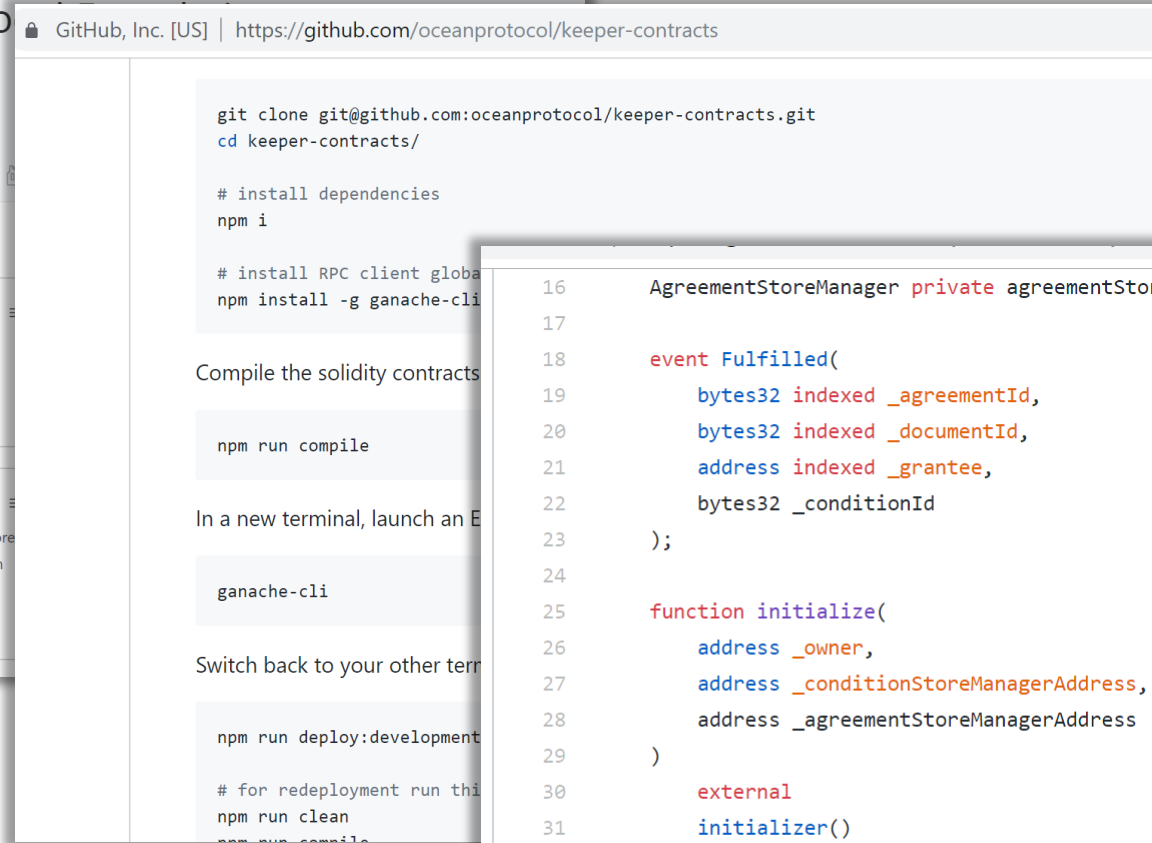 GitHub, Inc. [US] | https://github.com/oceanprotocol/keeper-contracts
git clone git@github.com:oceanprotocol/keeper-contracts.git
cd keeper-contracts/
# install dependencies
npm i
# install RPC client globa
npm install -g ganache-cli
Compile the solidity contracts
npm run compile
In a new terminal, launch an E
ganache-cli
Switch back to your other terr
npm run deploy:development
# for redeployment run thi
npm run clean
npm run compile
16 AgreementStoreManager private agreementStor
17
18 event Fulfilled(
19 bytes32 indexed _agreementId,
20 bytes32 indexed _documentId,
21 address indexed _grantee,
22 bytes32 _conditionId
23 );
24
25 function initialize(
26 address _owner,
27 address _conditionStoreManagerAddress,
28 address _agreementStoreManagerAddress
29 )
30 external
31 initializer()